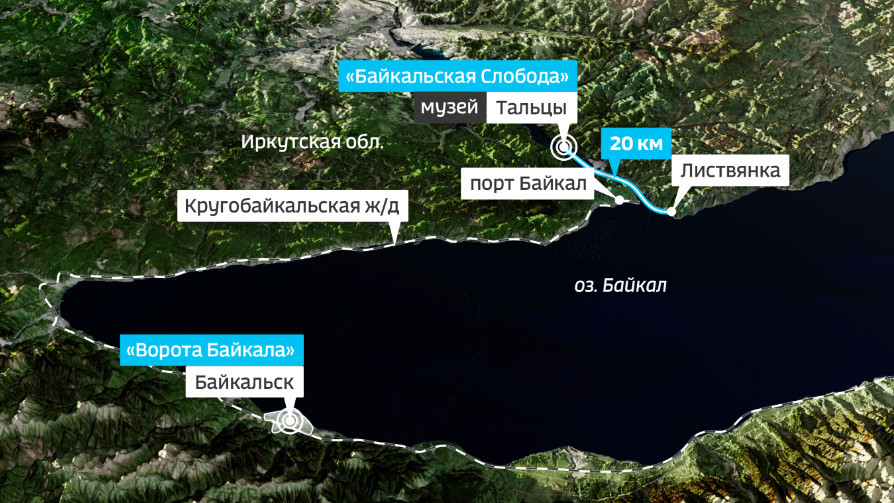 «Байкальская Слобода»
музей Тальцы
Иркутская обл.
20 км
Листвянка
порт Байкал
Кругобайкальская ж/д
оз. Байкал
«Ворота Байкала»
Байкальск